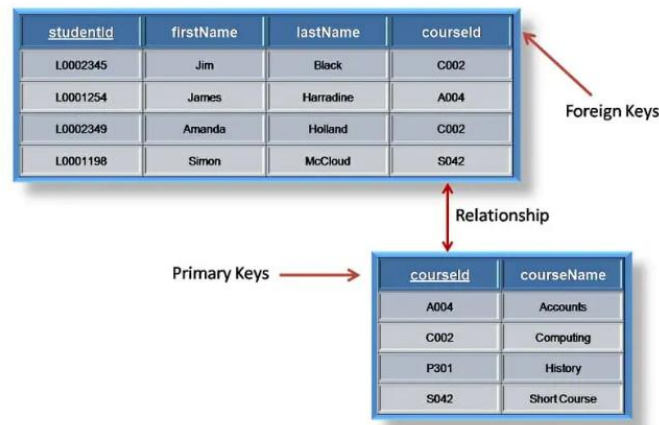 studentId firstName lastName courseId
L0002345 Jim Black C002
L0001254 James Harradine A004
L0002349 Amanda Holland C002
L0001198 Simon McCloud S042
Foreign Keys
Relationship
Primary Keys
courseId courseName
A004 Accounts
C002 Computing
P301 History
S042 Short Course